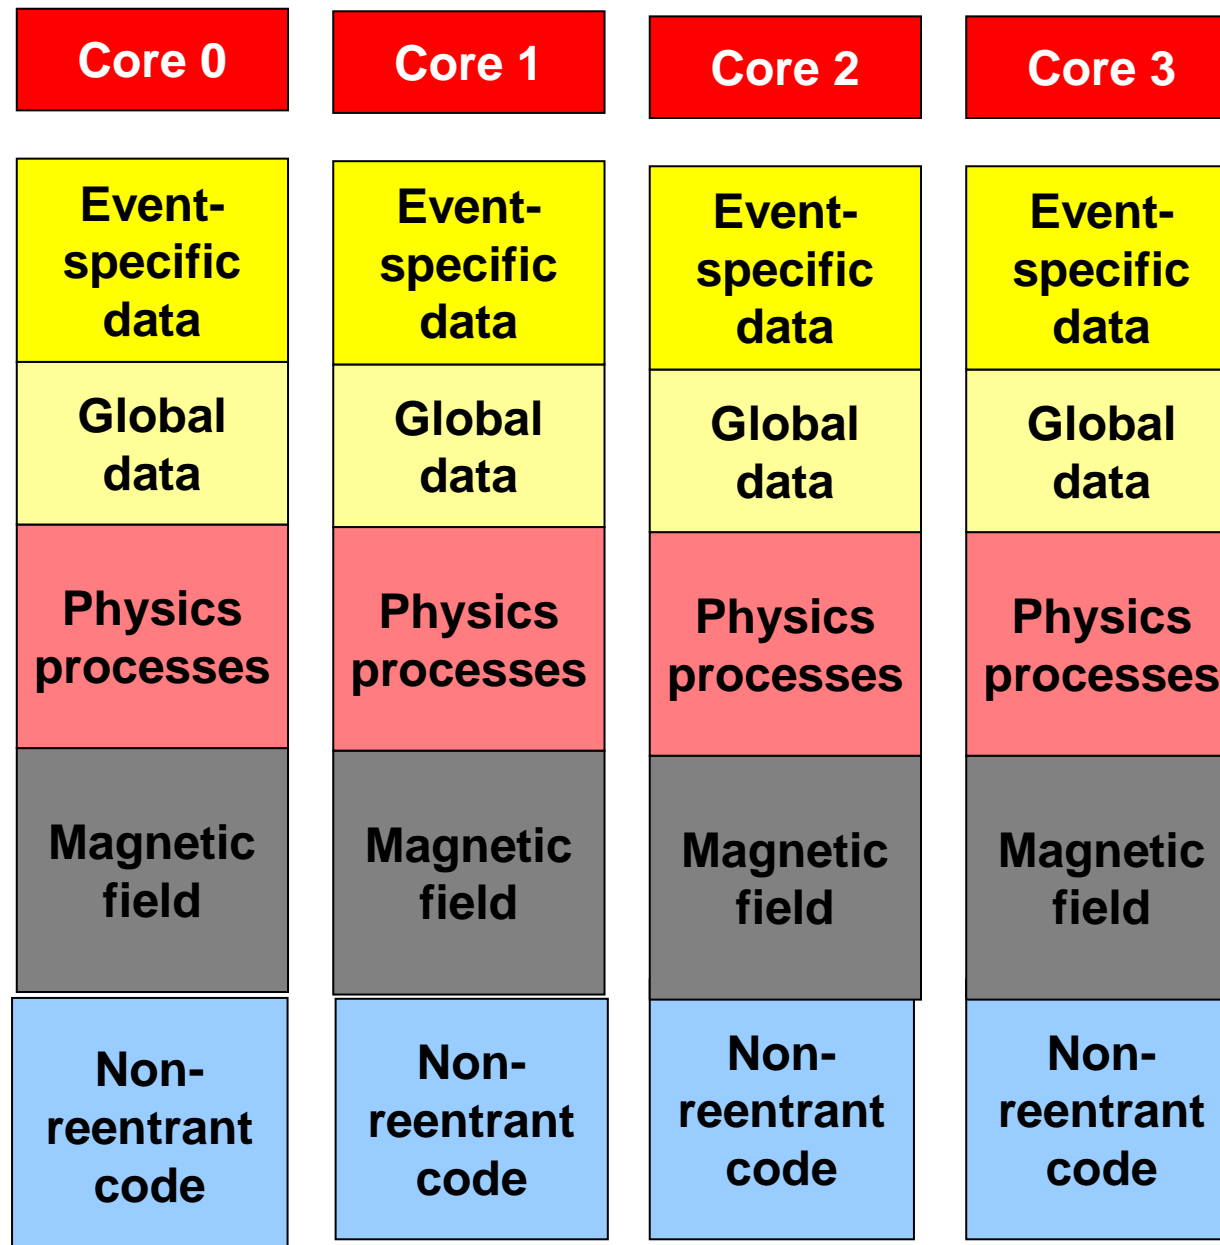 Core 0
Core 1
Core 2
Core 3
Event-
specific
data
Event-
specific
data
Event-
specific
data
Event-
specific
data
Global
data
Global
data
Global
data
Global
data
Physics
processes
Physics
processes
Physics
processes
Physics
processes
Magnetic
field
Magnetic
field
Magnetic
field
Magnetic
field
Non-
reentrant
code
Non-
reentrant
code
Non-
reentrant
code
Non-
reentrant
code